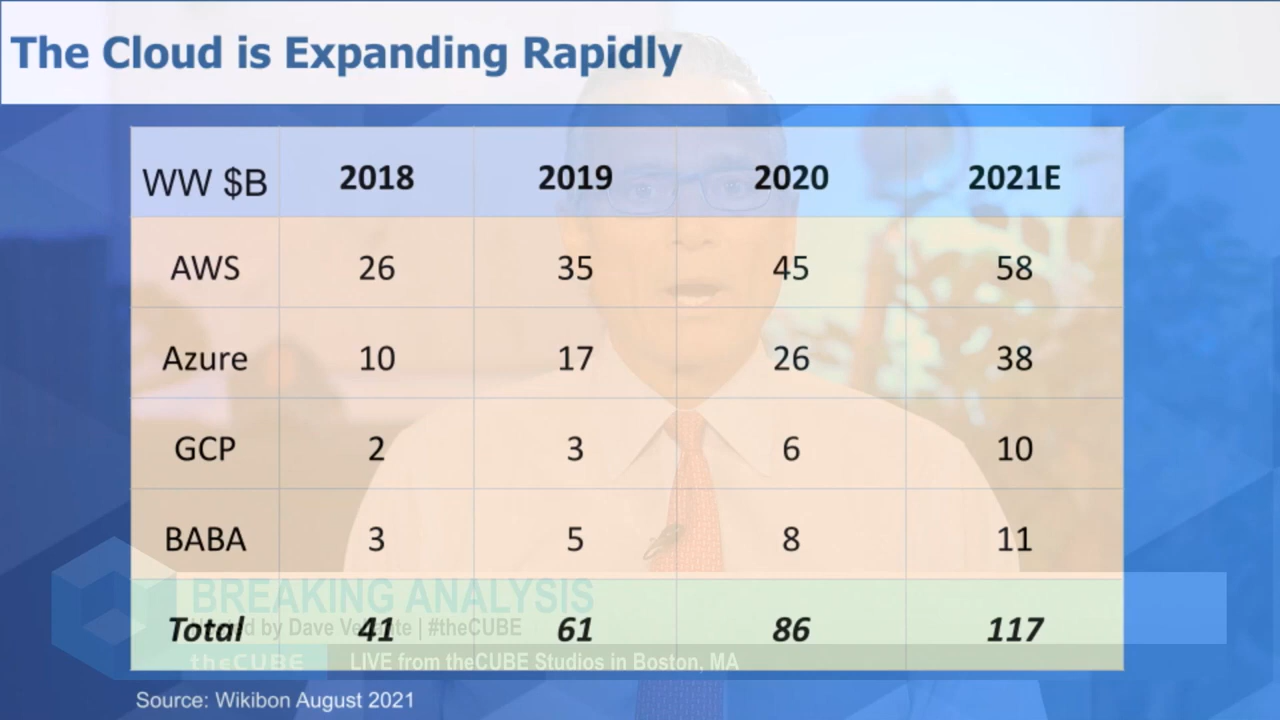 The Cloud is Expanding Rapidly
WW $B 2018 2019 2020 2021E
AWS 26 35 45 58
Azure 10 17 26 38
GCP 2 3 6 10
BABA 3 5 8 11
Total 41 61 86 117
BREAKING ANALYSIS
Hosted by Dave Vellante | #theCUBE
theCUBE LIVE from theCUBE Studios in Boston, MA
Source: Wikibon August 2021